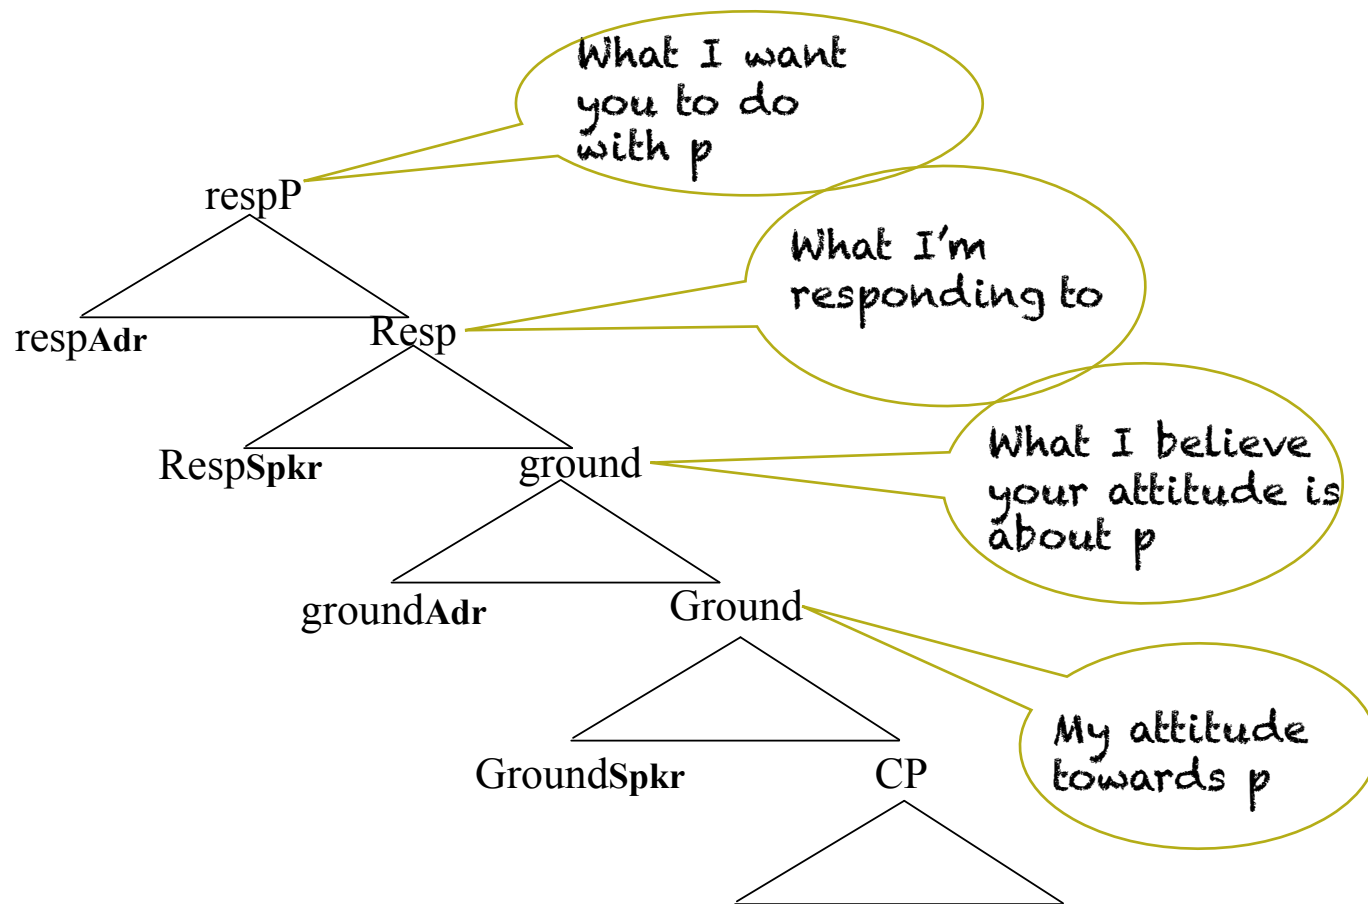 What I want
you to do
with p
respP
What I'm
responding to
respAdr
Resp
What I believe
your attitude is
about p
RespSpkr
ground
groundAdr
Ground
My attitude
towards p
GroundSpkr
CP